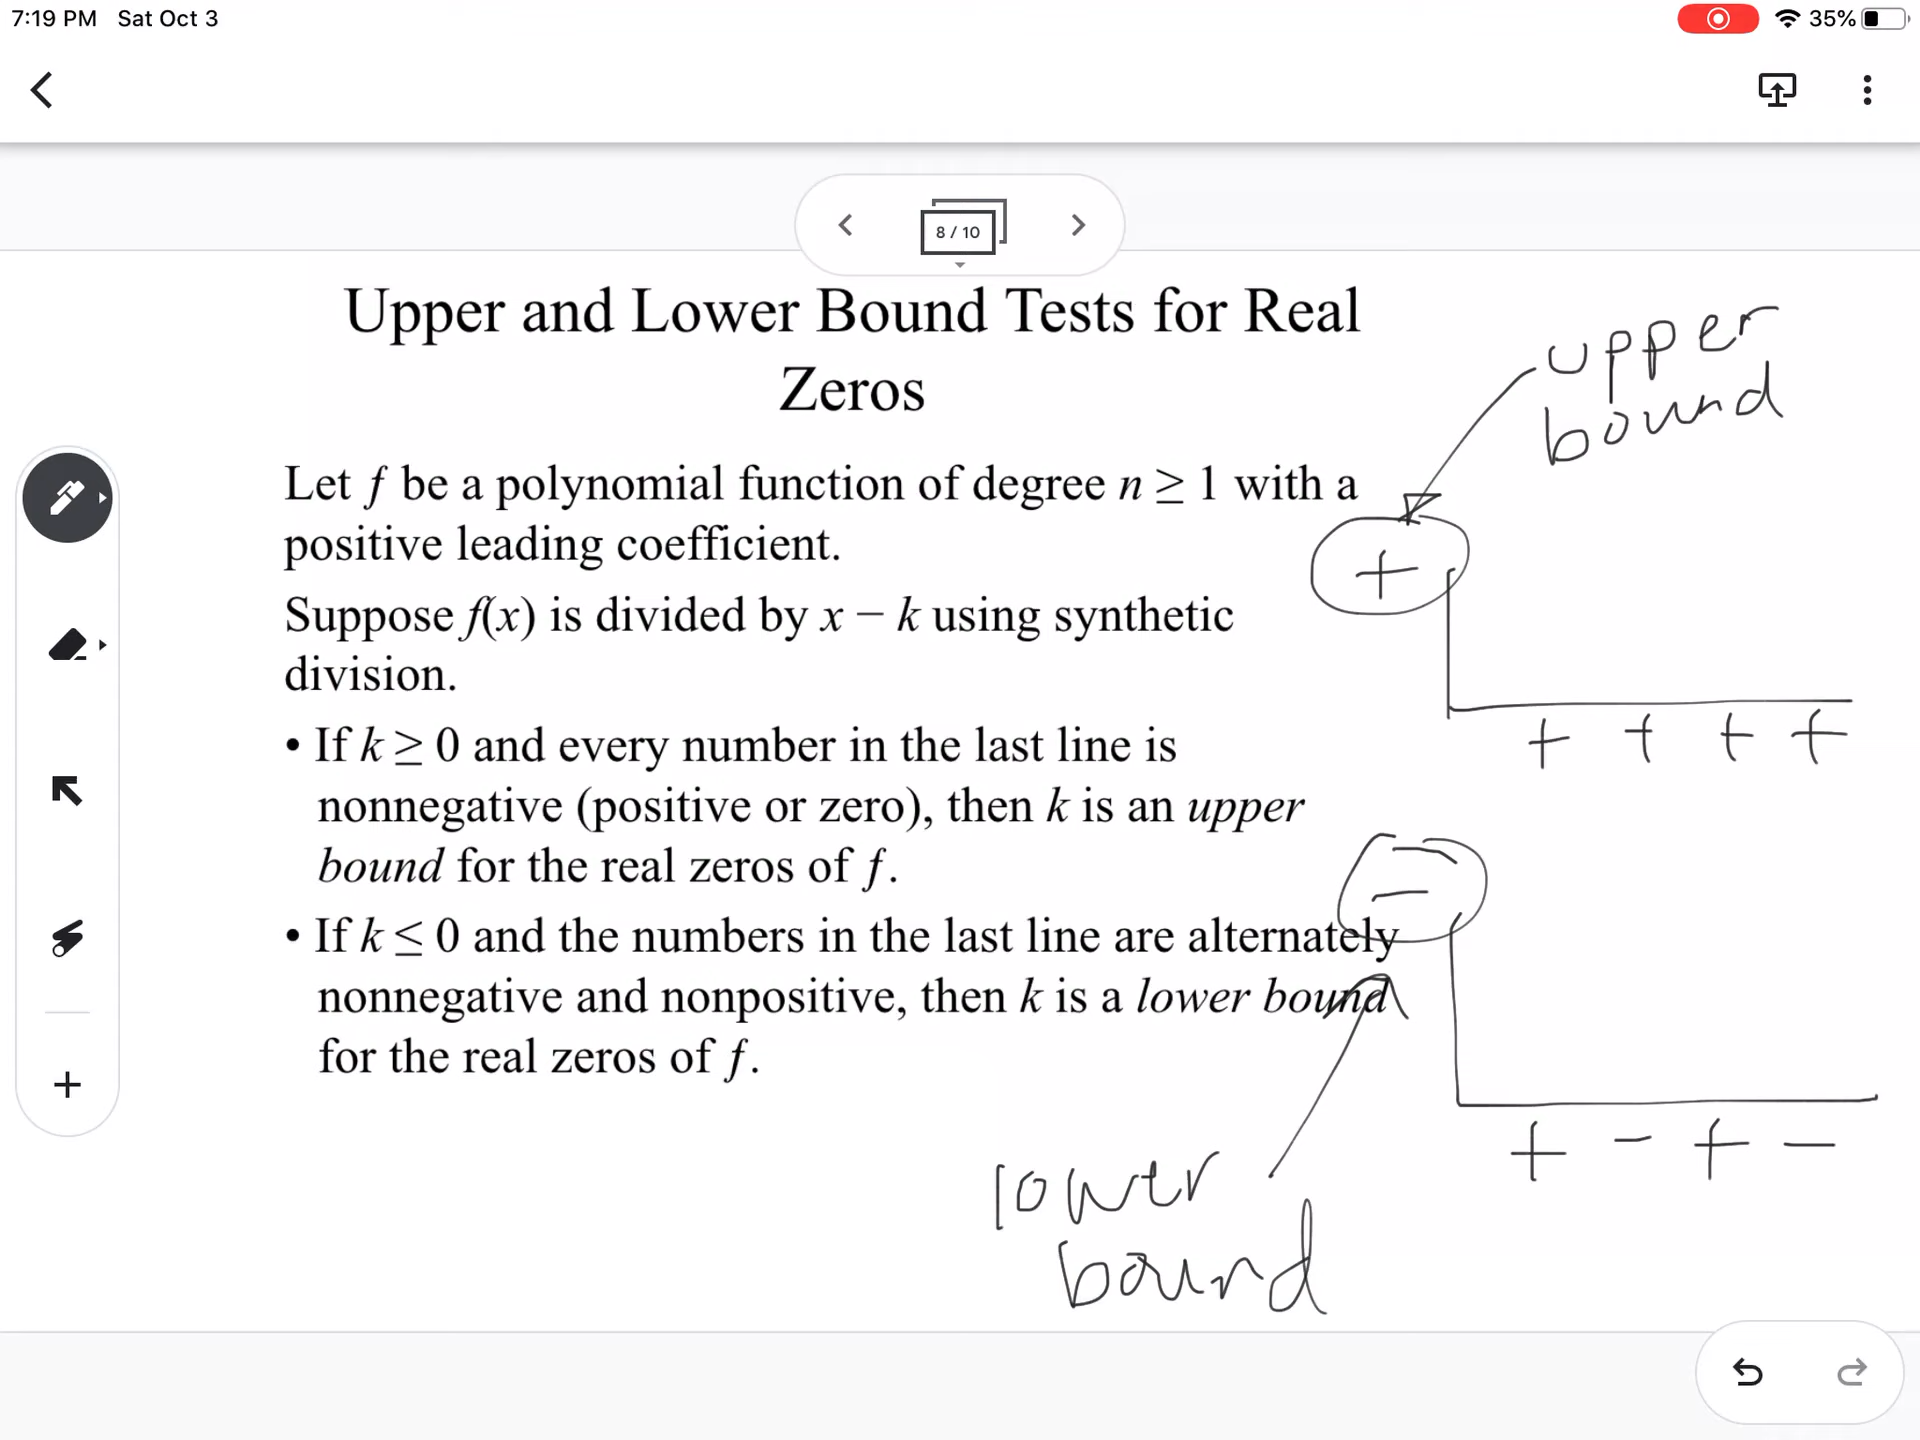 7:19 PM Sat Oct 3
35%
8 / 10
Upper and Lower Bound Tests for Real
Zeros
upper
bound
Let f be a polynomial function of degree n ≥ 1 with a
positive leading coefficient.
+
Suppose f(x) is divided by x − k using synthetic
division.
+ + + +
• If k ≥ 0 and every number in the last line is
nonnegative (positive or zero), then k is an upper
bound for the real zeros of f.
−
• If k ≤ 0 and the numbers in the last line are alternately
nonnegative and nonpositive, then k is a lower bound
for the real zeros of f.
+ − + −
lower
bound